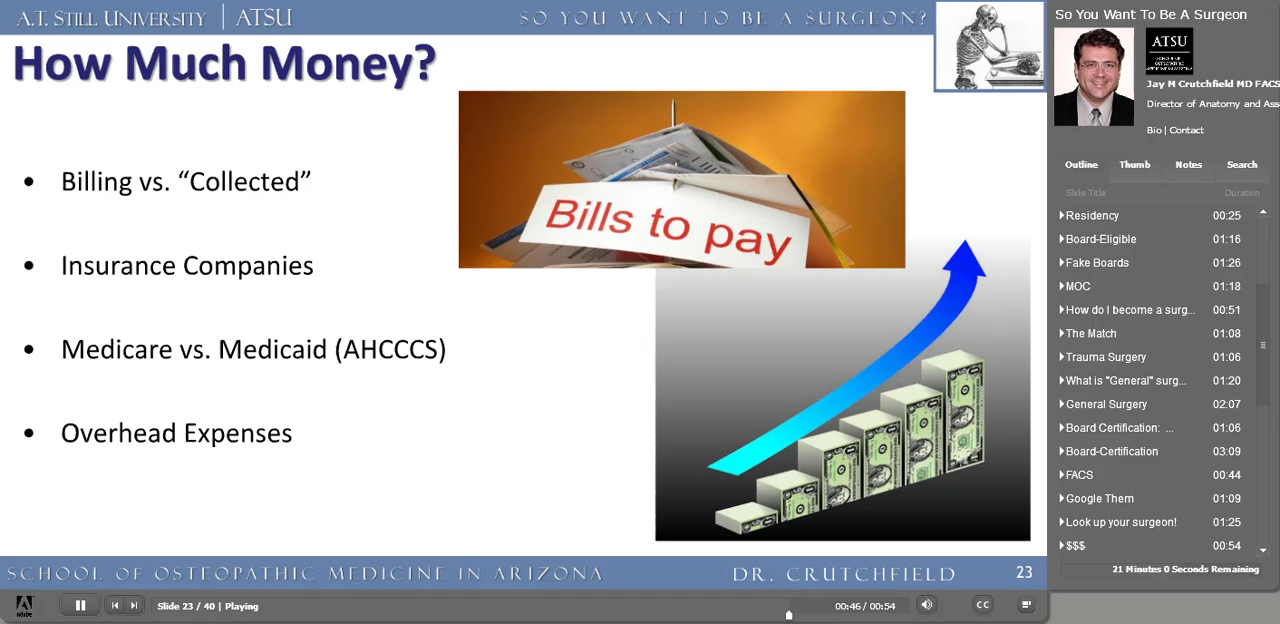 A.T. STILL UNIVERSITY | ATSU
SO YOU WANT TO BE A SURGEON?
How Much Money?
• Billing vs. “Collected”
• Insurance Companies
• Medicare vs. Medicaid (AHCCCS)
• Overhead Expenses
Bills to pay
SCHOOL OF OSTEOPATHIC MEDICINE IN ARIZONA
DR. CRUTCHFIELD
23
So You Want To Be A Surgeon
ATSU
Jay M Crutchfield MD FACS
Director of Anatomy and Ass
Bio | Contact
Outline Thumb Notes Search
Slide Title Duration
Residency 00:25
Board-Eligible 01:16
Fake Boards 01:26
MOC 01:18
How do I become a surg... 00:51
The Match 01:08
Trauma Surgery 01:06
What is "General" surg... 01:20
General Surgery 02:07
Board Certification: ... 01:06
Board-Certification 03:09
FACS 00:44
Google Them 01:09
Look up your surgeon! 01:25
$$$ 00:54
21 Minutes 0 Seconds Remaining
Adobe
Slide 23 / 40 | Playing
00:46 / 00:54
CC